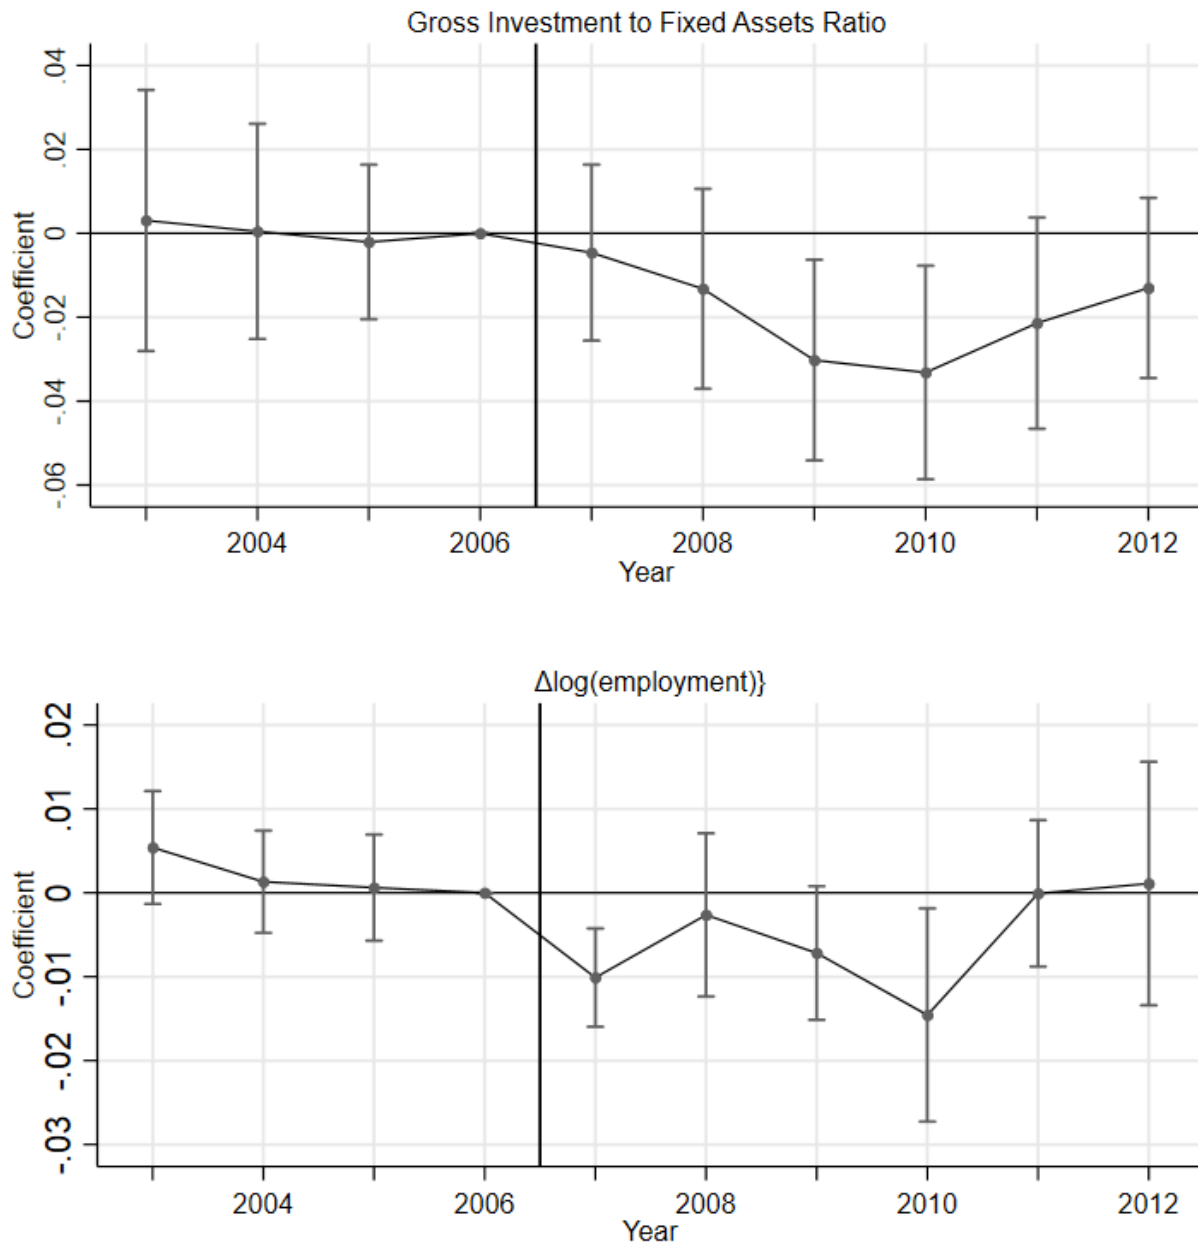 Gross Investment to Fixed Assets Ratio
.04
.02
0
-.02
-.04
-.06
Coefficient
2004 2006 2008 2010 2012
Year
Δlog(employment)}
.02
.01
0
-.01
-.02
-.03
Coefficient
2004 2006 2008 2010 2012
Year